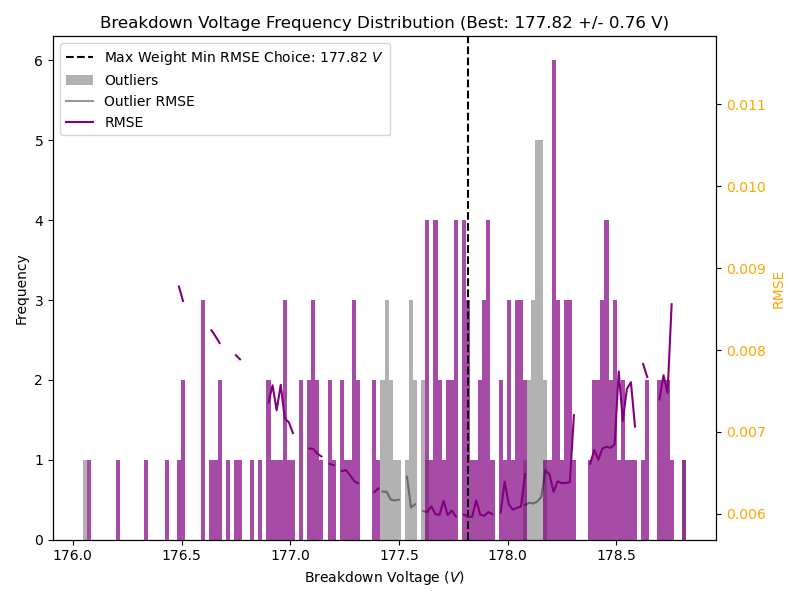 Breakdown Voltage Frequency Distribution (Best: 177.82 +/- 0.76 V)
Max Weight Min RMSE Choice: 177.82 V
Outliers
Outlier RMSE
RMSE
Frequency
6
5
4
3
2
1
0
0.011
0.010
0.009
0.008
0.007
0.006
RMSE
176.0 176.5 177.0 177.5 178.0 178.5
Breakdown Voltage (V)